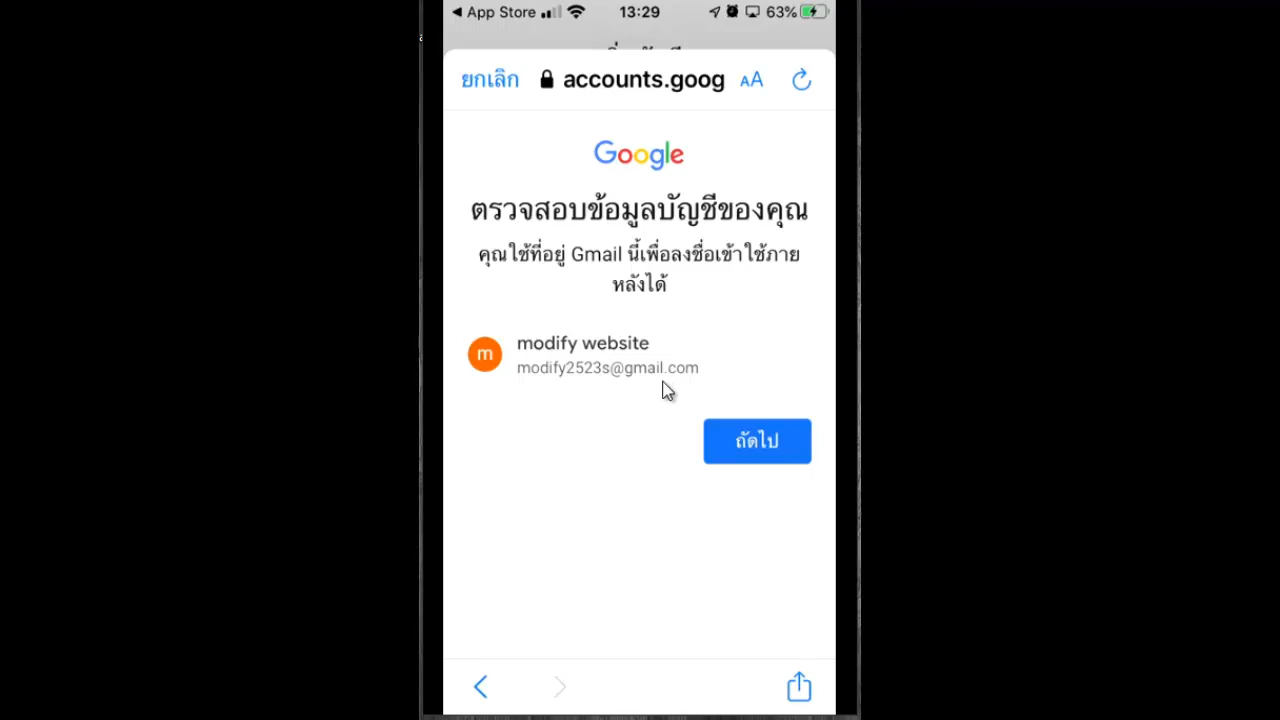 App Store 13:29 63%
ยกเลิก accounts.goog AA
Google
ตรวจสอบข้อมูลบัญชีของคุณ
คุณใช้ที่อยู่ Gmail นี้เพื่อลงชื่อเข้าใช้ภาย
หลังได้
m
modify website
modify2523s@gmail.com
ถัดไป